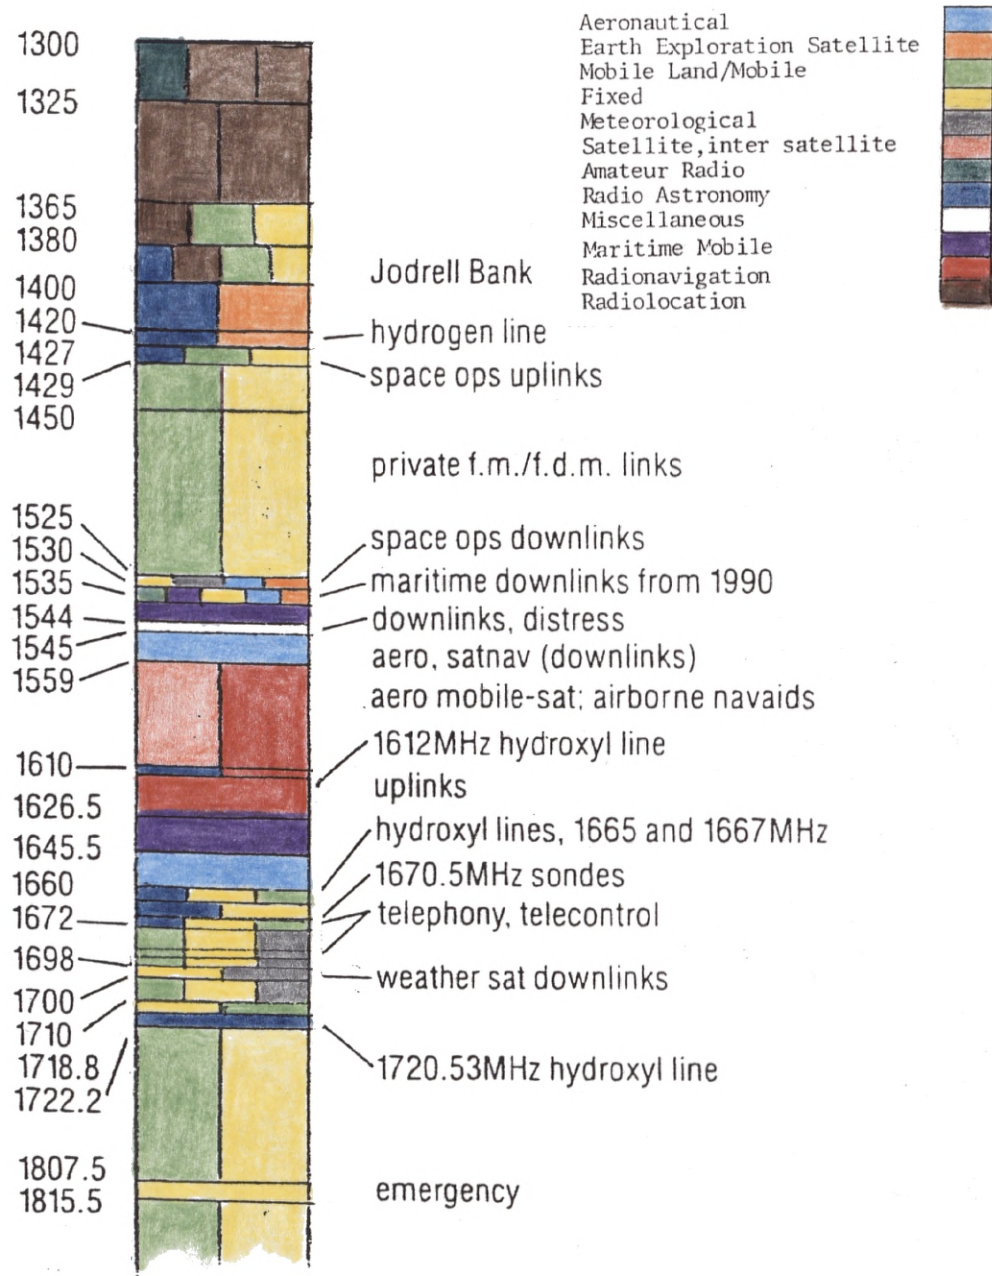 1300
1325
1365
1380
1400
1420
1427
1429
1450
1525
1530
1535
1544
1545
1559
1610
1626.5
1645.5
1660
1672
1698
1700
1710
1718.8
1722.2
1807.5
1815.5
Jodrell Bank
hydrogen line
space ops uplinks
private f.m./f.d.m. links
space ops downlinks
maritime downlinks from 1990
downlinks, distress
aero, satnav (downlinks)
aero mobile-sat; airborne navaids
1612MHz hydroxyl line
uplinks
hydroxyl lines, 1665 and 1667MHz
1670.5MHz sondes
telephony, telecontrol
weather sat downlinks
1720.53MHz hydroxyl line
emergency
Aeronautical
Earth Exploration Satellite
Mobile Land/Mobile
Fixed
Meteorological
Satellite,inter satellite
Amateur Radio
Radio Astronomy
Miscellaneous
Maritime Mobile
Radionavigation
Radiolocation